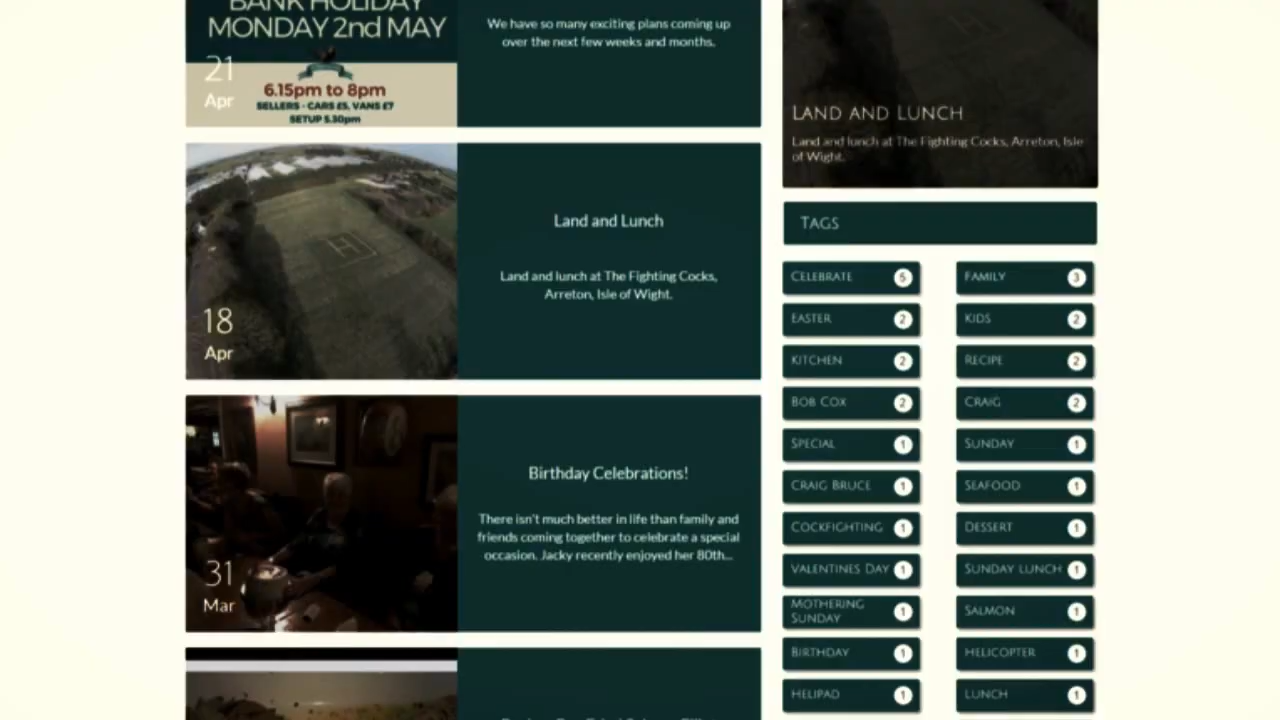 BANK HOLIDAY
MONDAY 2nd MAY
21
Apr
6.15pm to 8pm
SELLERS - CARS £5, VANS £7
SETUP 5.30pm
We have so many exciting plans coming up
over the next few weeks and months.
18
Apr
Land and Lunch
Land and lunch at The Fighting Cocks,
Arreton, Isle of Wight.
H
31
Mar
Birthday Celebrations!
There isn't much better in life than family and
friends coming together to celebrate a special
occasion. Jacky recently enjoyed her 80th...
LAND AND LUNCH
Land and lunch at The Fighting Cocks, Arreton, Isle
of Wight.
TAGS
CELEBRATE 5
FAMILY 3
EASTER 2
KIDS 2
KITCHEN 2
RECIPE 2
BOB COX 2
CRAIG 2
SPECIAL 1
SUNDAY 1
CRAIG BRUCE 1
SEAFOOD 1
COCKFIGHTING 1
DESSERT 1
VALENTINES DAY 1
SUNDAY LUNCH 1
MOTHERING
SUNDAY 1
SALMON 1
BIRTHDAY 1
HELICOPTER 1
HELIPAD 1
LUNCH 1